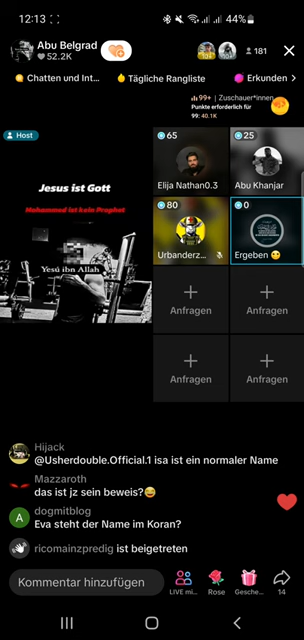 12:13
44%
Abu Belgrad
52.2K
181
Chatten und Int...
Tägliche Rangliste
Erkunden >
99+ | Zuschauer*innen
Punkte erforderlich für
99: 40.1K
Host
65
25
Jesus ist Gott
Mohammed ist kein Prophet
Yesú ibn Allah
Elija Nathan0.3
Abu Khanjar
80
0
Urbanderz...
Ergeben 😬
Anfragen
Anfragen
Anfragen
Anfragen
Hijack
@Usherdouble.Official.1 isa ist ein normaler Name
Mazzaroth
das ist jz sein beweis?😂
A
dogmitblog
Eva steht der Name im Koran?
ricomainzpredig ist beigetreten
Kommentar hinzufügen
LIVE mi...
Rose
Gesche...
14